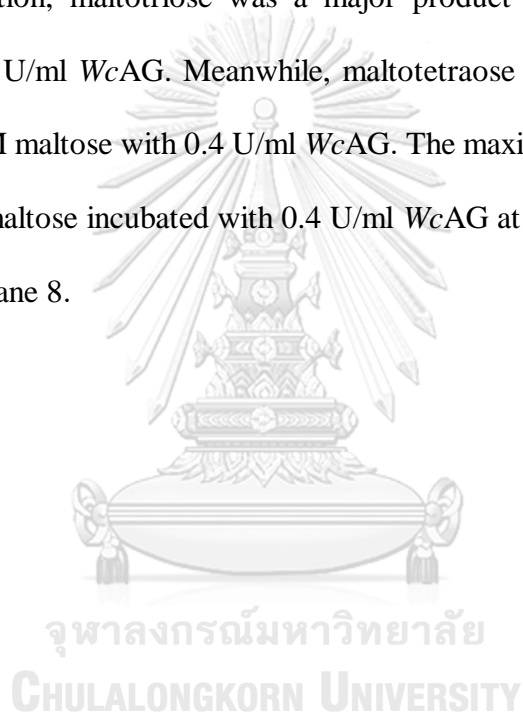 tion, maltotriose was a major product
U/ml WcAG. Meanwhile, maltotetraose
M maltose with 0.4 U/ml WcAG. The maxi
maltose incubated with 0.4 U/ml WcAG at
ane 8.
จุฬาลงกรณ์มหาวิทยาลัย
CHULALONGKORN UNIVERSITY